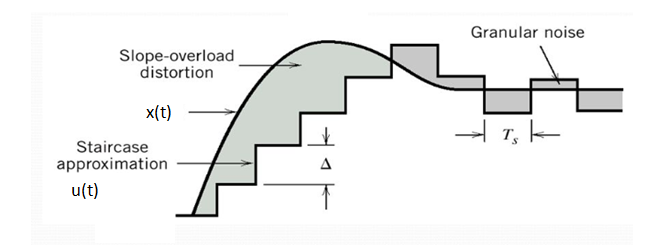 Granular noise
Slope-overload
distortion
x(t)
Staircase
approximation
u(t)
Δ
Ts